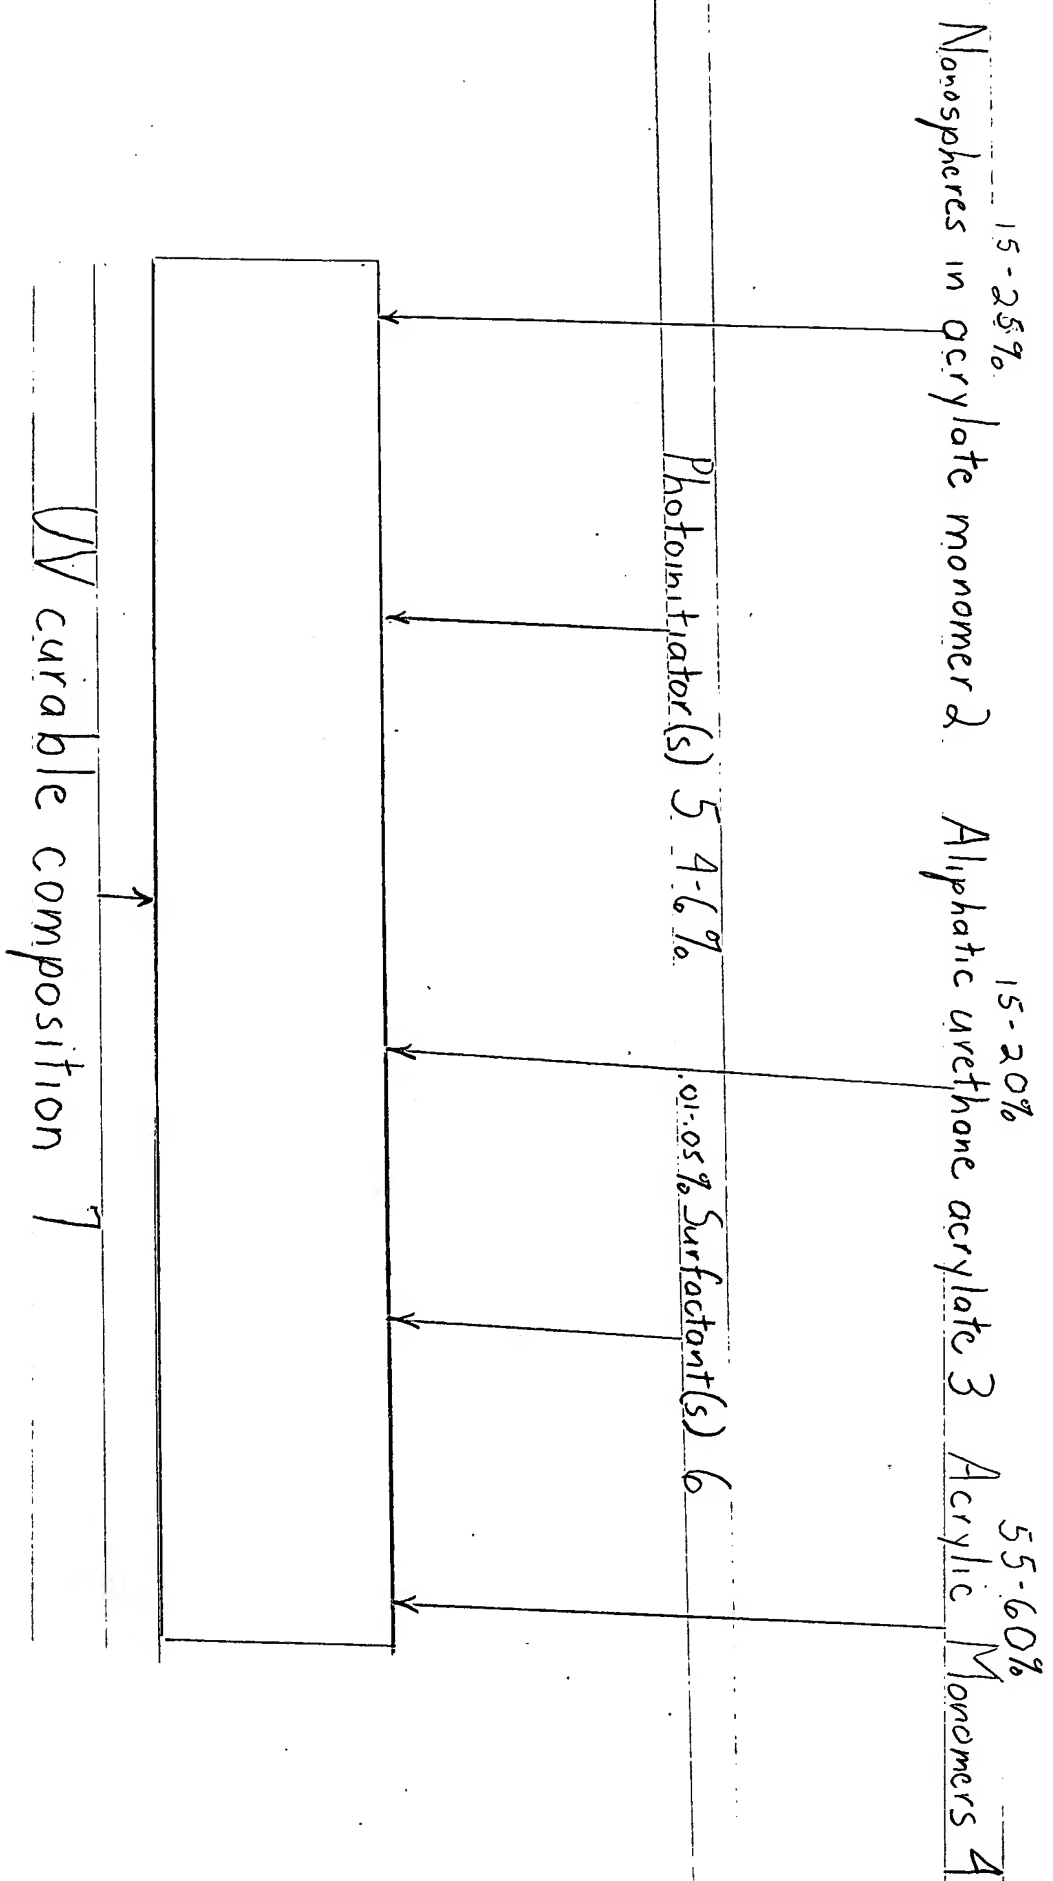 15-25% 15-20% 55-60%
Nanospheres in acrylate monomer 2 Aliphatic urethane acrylate 3 Acrylic Monomers 4
Photoinitiator(s) 5 4-6% .01-.05% Surfactant(s) 6
UV curable composition 1